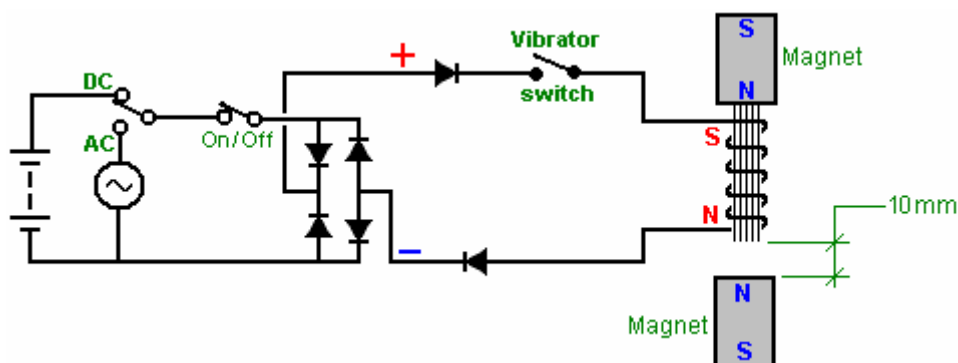 S
Magnet
N
+
Vibrator
switch
DC
AC
On/Off
S
N
10mm
−
N
Magnet
S